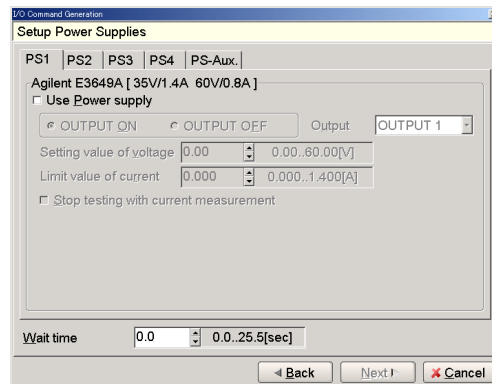 I/O Command Generation
Setup Power Supplies
PS1 PS2 PS3 PS4 PS-Aux.
Agilent E3649A [ 35V/1.4A 60V/0.8A ]
Use Power supply
OUTPUT ON OUTPUT OFF Output OUTPUT 1
Setting value of voltage 0.00 0.00..60.00[V]
Limit value of current 0.000 0.000..1.400[A]
Stop testing with current measurement
Wait time 0.0 0.0..25.5[sec]
Back Next Cancel